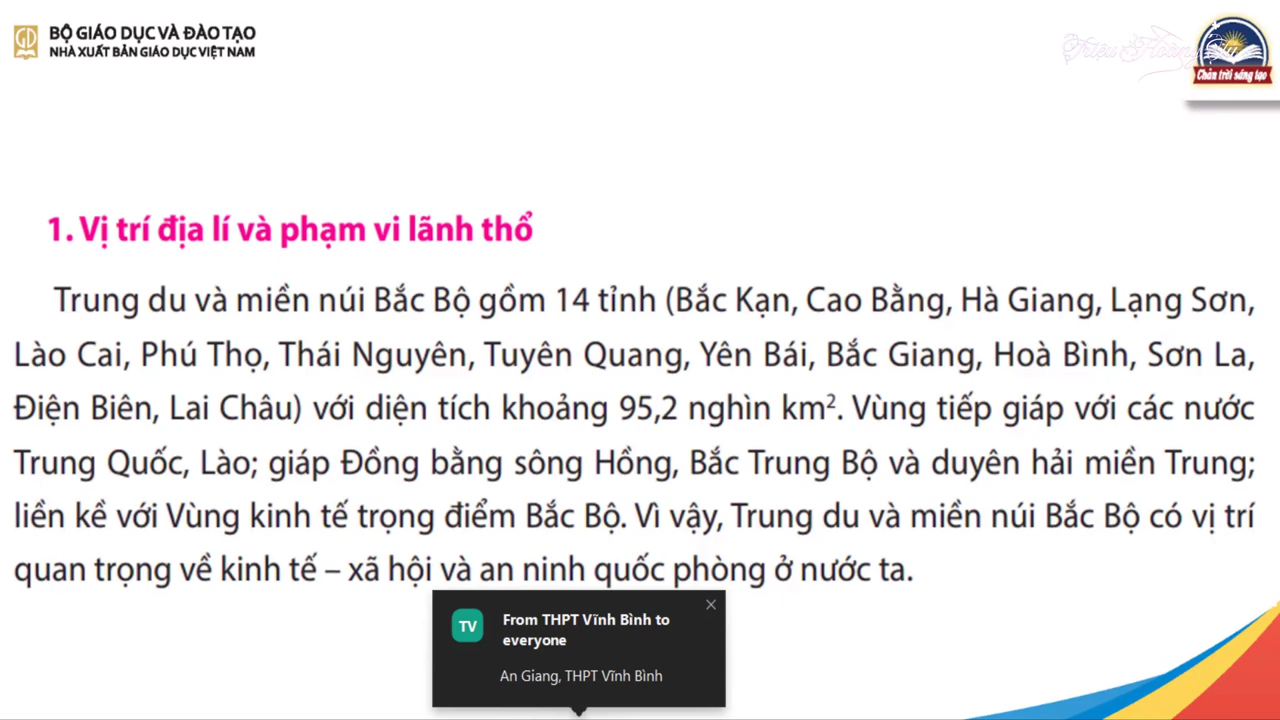 BỘ GIÁO DỤC VÀ ĐÀO TẠO
NHÀ XUẤT BẢN GIÁO DỤC VIỆT NAM
Triệu Hoàng
Chân trời sáng tạo
1. Vị trí địa lí và phạm vi lãnh thổ
Trung du và miền núi Bắc Bộ gồm 14 tỉnh (Bắc Kạn, Cao Bằng, Hà Giang, Lạng Sơn,
Lào Cai, Phú Thọ, Thái Nguyên, Tuyên Quang, Yên Bái, Bắc Giang, Hoà Bình, Sơn La,
Điện Biên, Lai Châu) với diện tích khoảng 95,2 nghìn km². Vùng tiếp giáp với các nước
Trung Quốc, Lào; giáp Đồng bằng sông Hồng, Bắc Trung Bộ và duyên hải miền Trung;
liền kề với Vùng kinh tế trọng điểm Bắc Bộ. Vì vậy, Trung du và miền núi Bắc Bộ có vị trí
quan trọng về kinh tế – xã hội và an ninh quốc phòng ở nước ta.
TV
From THPT Vĩnh Bình to
everyone
An Giang, THPT Vĩnh Bình